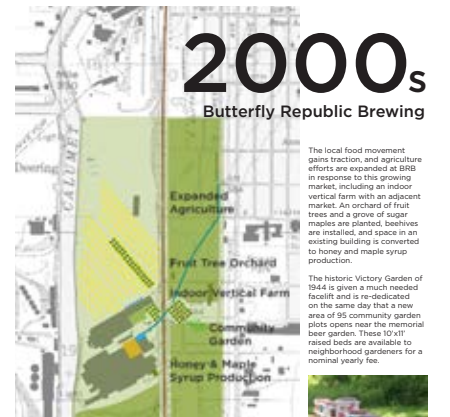 2000s
Butterfly Republic Brewing
The local food movement
gains traction, and agriculture
efforts are expanded at BRB
in response to this growing
market, including an indoor
vertical farm with an adjacent
market. An orchard of fruit
trees and a grove of sugar
maples are planted, beehives
are installed, and space in an
existing building is converted
to honey and maple syrup
production.
The historic Victory Garden of
1944 is given a much needed
facelift and is re-dedicated
on the same day that a new
area of 95 community garden
plots opens near the memorial
beer garden. These 10'x11'
raised beds are available to
neighborhood gardeners for a
nominal yearly fee.
CALUMET
Deering
Expanded
Agriculture
Fruit Tree Orchard
Indoor Vertical Farm
Community
Garden
Honey & Maple
Syrup Production